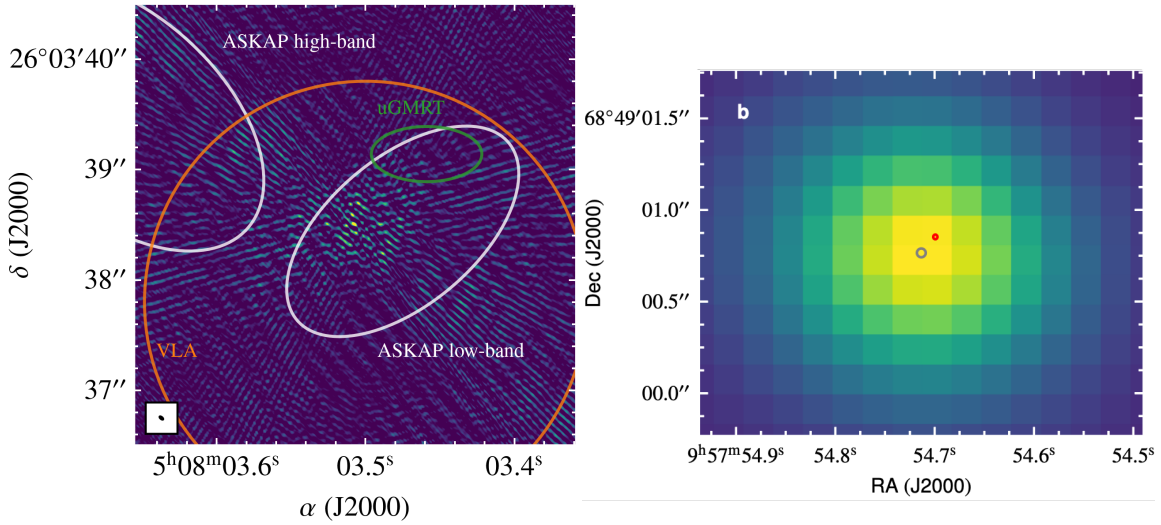 ASKAP high-band
26°03′40″
uGMRT
39″
δ (J2000)
38″
VLA
ASKAP low-band
37″
5ʰ08ᵐ03.6ˢ
03.5ˢ
03.4ˢ
α (J2000)
b
68°49′01.5″
01.0″
Dec (J2000)
00.5″
00.0″
9ʰ57ᵐ54.9ˢ
54.8ˢ
54.7ˢ
54.6ˢ
54.5ˢ
RA (J2000)